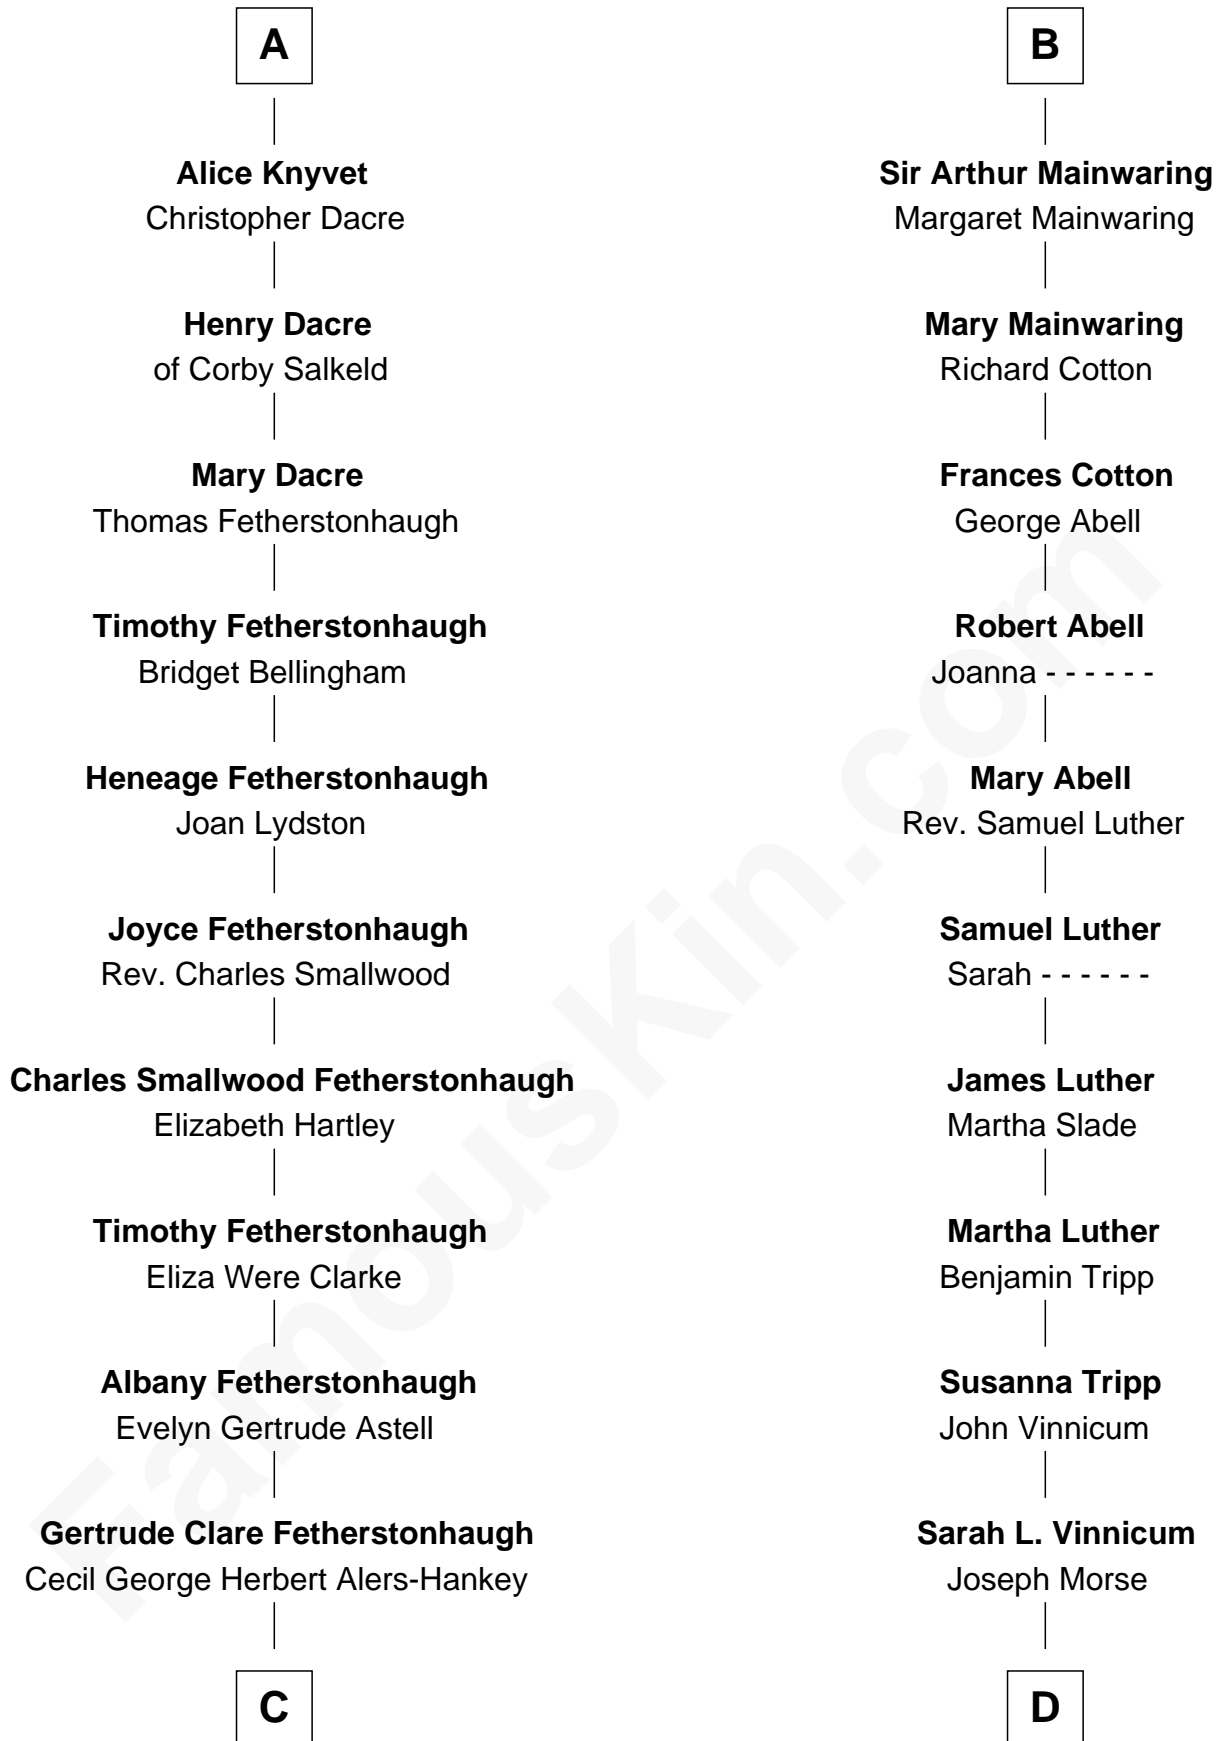 A
Alice Knyvet
Christopher Dacre
Henry Dacre
of Corby Salkeld
Mary Dacre
Thomas Fetherstonhaugh
Timothy Fetherstonhaugh
Bridget Bellingham
Heneage Fetherstonhaugh
Joan Lydston
Joyce Fetherstonhaugh
Rev. Charles Smallwood
Charles Smallwood Fetherstonhaugh
Elizabeth Hartley
Timothy Fetherstonhaugh
Eliza Were Clarke
Albany Fetherstonhaugh
Evelyn Gertrude Astell
Gertrude Clare Fetherstonhaugh
Cecil George Herbert Alers-Hankey
C
B
Sir Arthur Mainwaring
Margaret Mainwaring
Mary Mainwaring
Richard Cotton
Frances Cotton
George Abell
Robert Abell
Joanna - - - - - -
Mary Abell
Rev. Samuel Luther
Samuel Luther
Sarah - - - - - -
James Luther
Martha Slade
Martha Luther
Benjamin Tripp
Susanna Tripp
John Vinnicum
Sarah L. Vinnicum
Joseph Morse
D
FamousKin.com